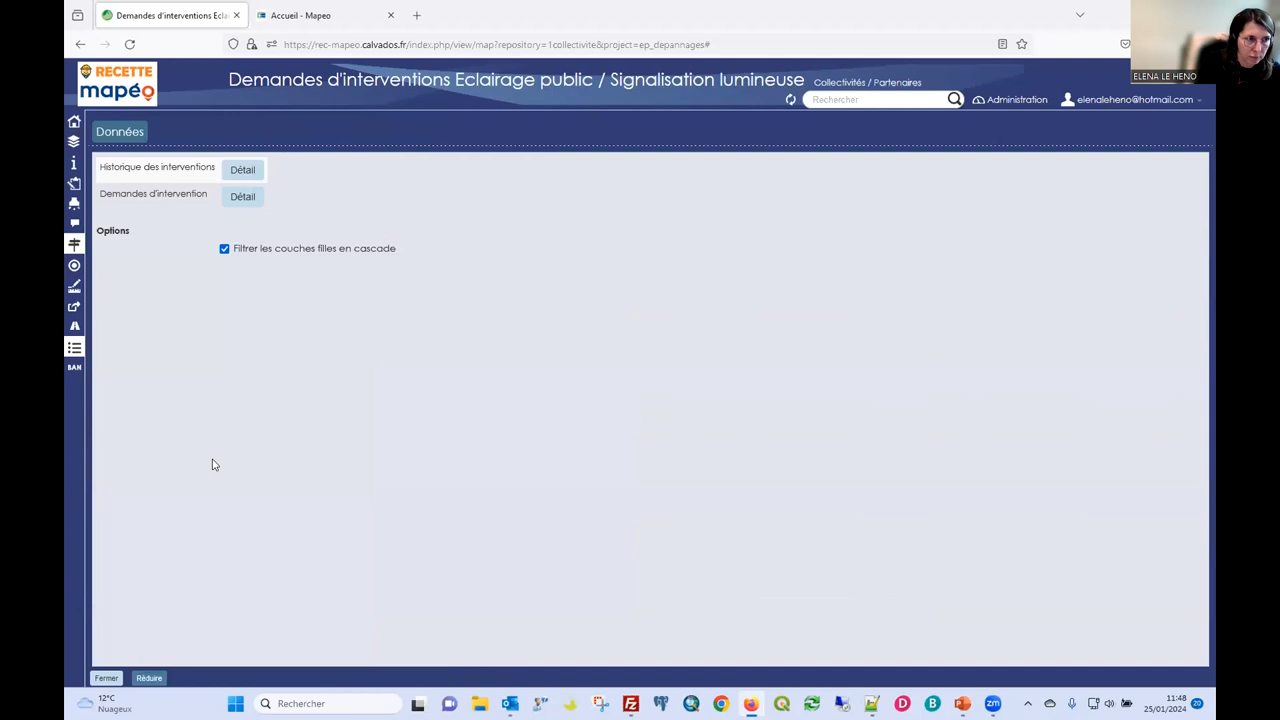 Demandes d'interventions Ecla
Accueil - Mapeo
https://rec-mapeo.calvados.fr/index.php/view/map?repository=1collectivite&project=ep_depannages#
ELENA LE HENO
RECETTE
mapéo
Demandes d'interventions Eclairage public / Signalisation lumineuse
Collectivités / Partenaires
Rechercher
Administration
elenaleheno@hotmail.com
Données
Historique des interventions
Détail
Demandes d'intervention
Détail
Options
Filtrer les couches filles en cascade
BAN
Fermer
Réduire
12°C
Nuageux
Rechercher
11:48
25/01/2024
20